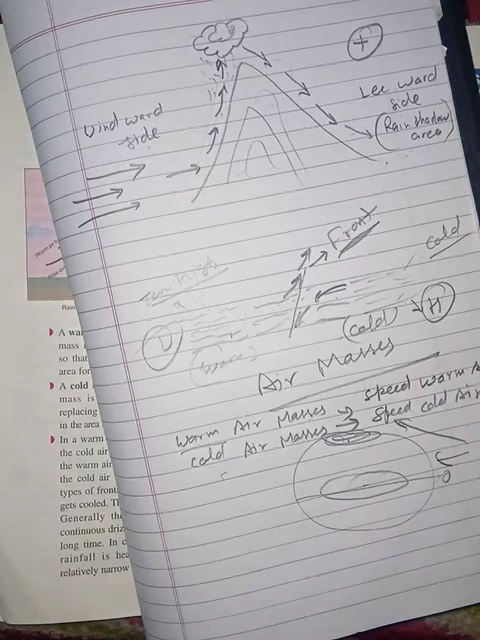 Wind ward
side
Lee ward
side
(Rain Shadow
area)
Front
Cold
(Cold)
H
Air Masses
Warm Air Masses → Speed Warm A
Cold Air Masses → Speed Cold Air
Warm
A
mass
so that
area for
A cold
mass is
replacing
in the area
In a warm
the cold air
the warm air
the cold air
types of front
gets cooled. T
Generally the
continuous driz
long time. In c
rainfall is hea
relatively narrow